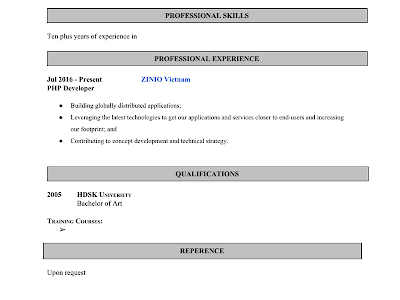 PROFESSIONAL SKILLS
Ten plus years of experience in
PROFESSIONAL EXPERIENCE
Jul 2016 - Present ZINIO Vietnam
PHP Developer
● Building globally distributed applications;
● Leveraging the latest technologies to get our applications and services closer to end-users and increasing
our footprint; and
● Contributing to concept development and technical strategy.
QUALIFICATIONS
2005 HDSK UNIVERSITY
Bachelor of Art
TRAINING COURSES:
➢
REPERENCE
Upon request